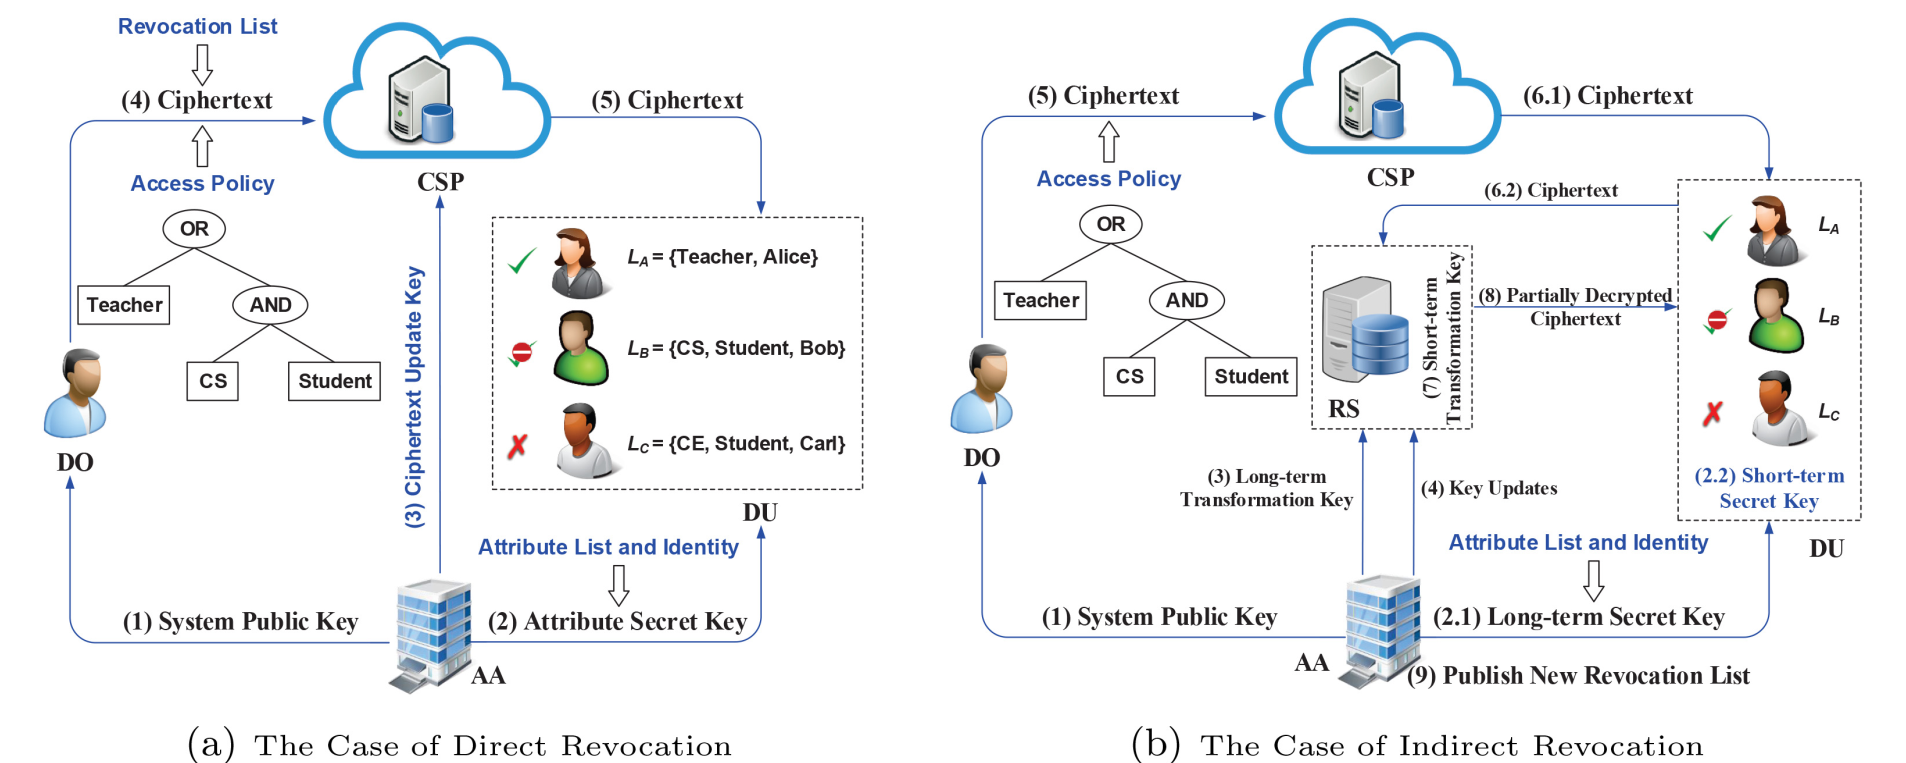 Revocation List
(4) Ciphertext
Access Policy
OR
Teacher
AND
CS
Student
DO
CSP
(5) Ciphertext
(3) Ciphertext Update Key
L_A = {Teacher, Alice}
L_B = {CS, Student, Bob}
L_C = {CE, Student, Carl}
DU
Attribute List and Identity
(1) System Public Key
(2) Attribute Secret Key
AA
(a) The Case of Direct Revocation
(5) Ciphertext
Access Policy
OR
Teacher
AND
CS
Student
DO
CSP
(6.1) Ciphertext
(6.2) Ciphertext
L_A
L_B
L_C
(7) Short-term
Transformation Key
RS
(8) Partially Decrypted
Ciphertext
(2.2) Short-term
Secret Key
DU
(3) Long-term
Transformation Key
(4) Key Updates
Attribute List and Identity
(1) System Public Key
(2.1) Long-term Secret Key
AA
(9) Publish New Revocation List
(b) The Case of Indirect Revocation